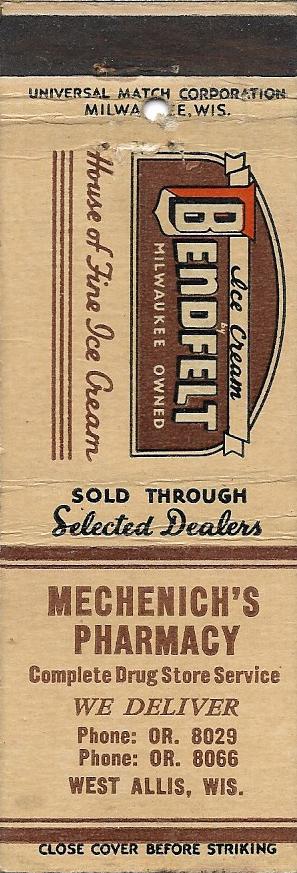 UNIVERSAL MATCH CORPORATION
WIS.
Ice Cream
by
BENDFELT
MILWAUKEE OWNED
House of Fine Ice Cream
SOLD THROUGH
Selected Dealers
MECHENICH'S
PHARMACY
Complete Drug Store Service
WE DELIVER
Phone: OR. 8029
Phone: OR. 8066
WEST ALLIS, WIS.
CLOSE COVER BEFORE STRIKING